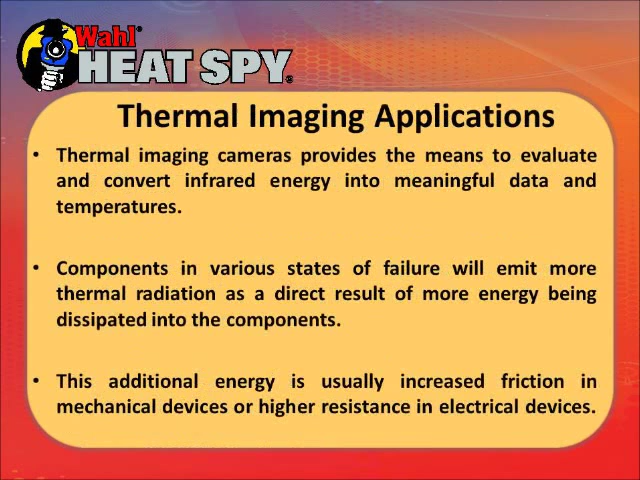 Wahl®
HEAT SPY®
Thermal Imaging Applications
• Thermal imaging cameras provides the means to evaluate
and convert infrared energy into meaningful data and
temperatures.
• Components in various states of failure will emit more
thermal radiation as a direct result of more energy being
dissipated into the components.
• This additional energy is usually increased friction in
mechanical devices or higher resistance in electrical devices.